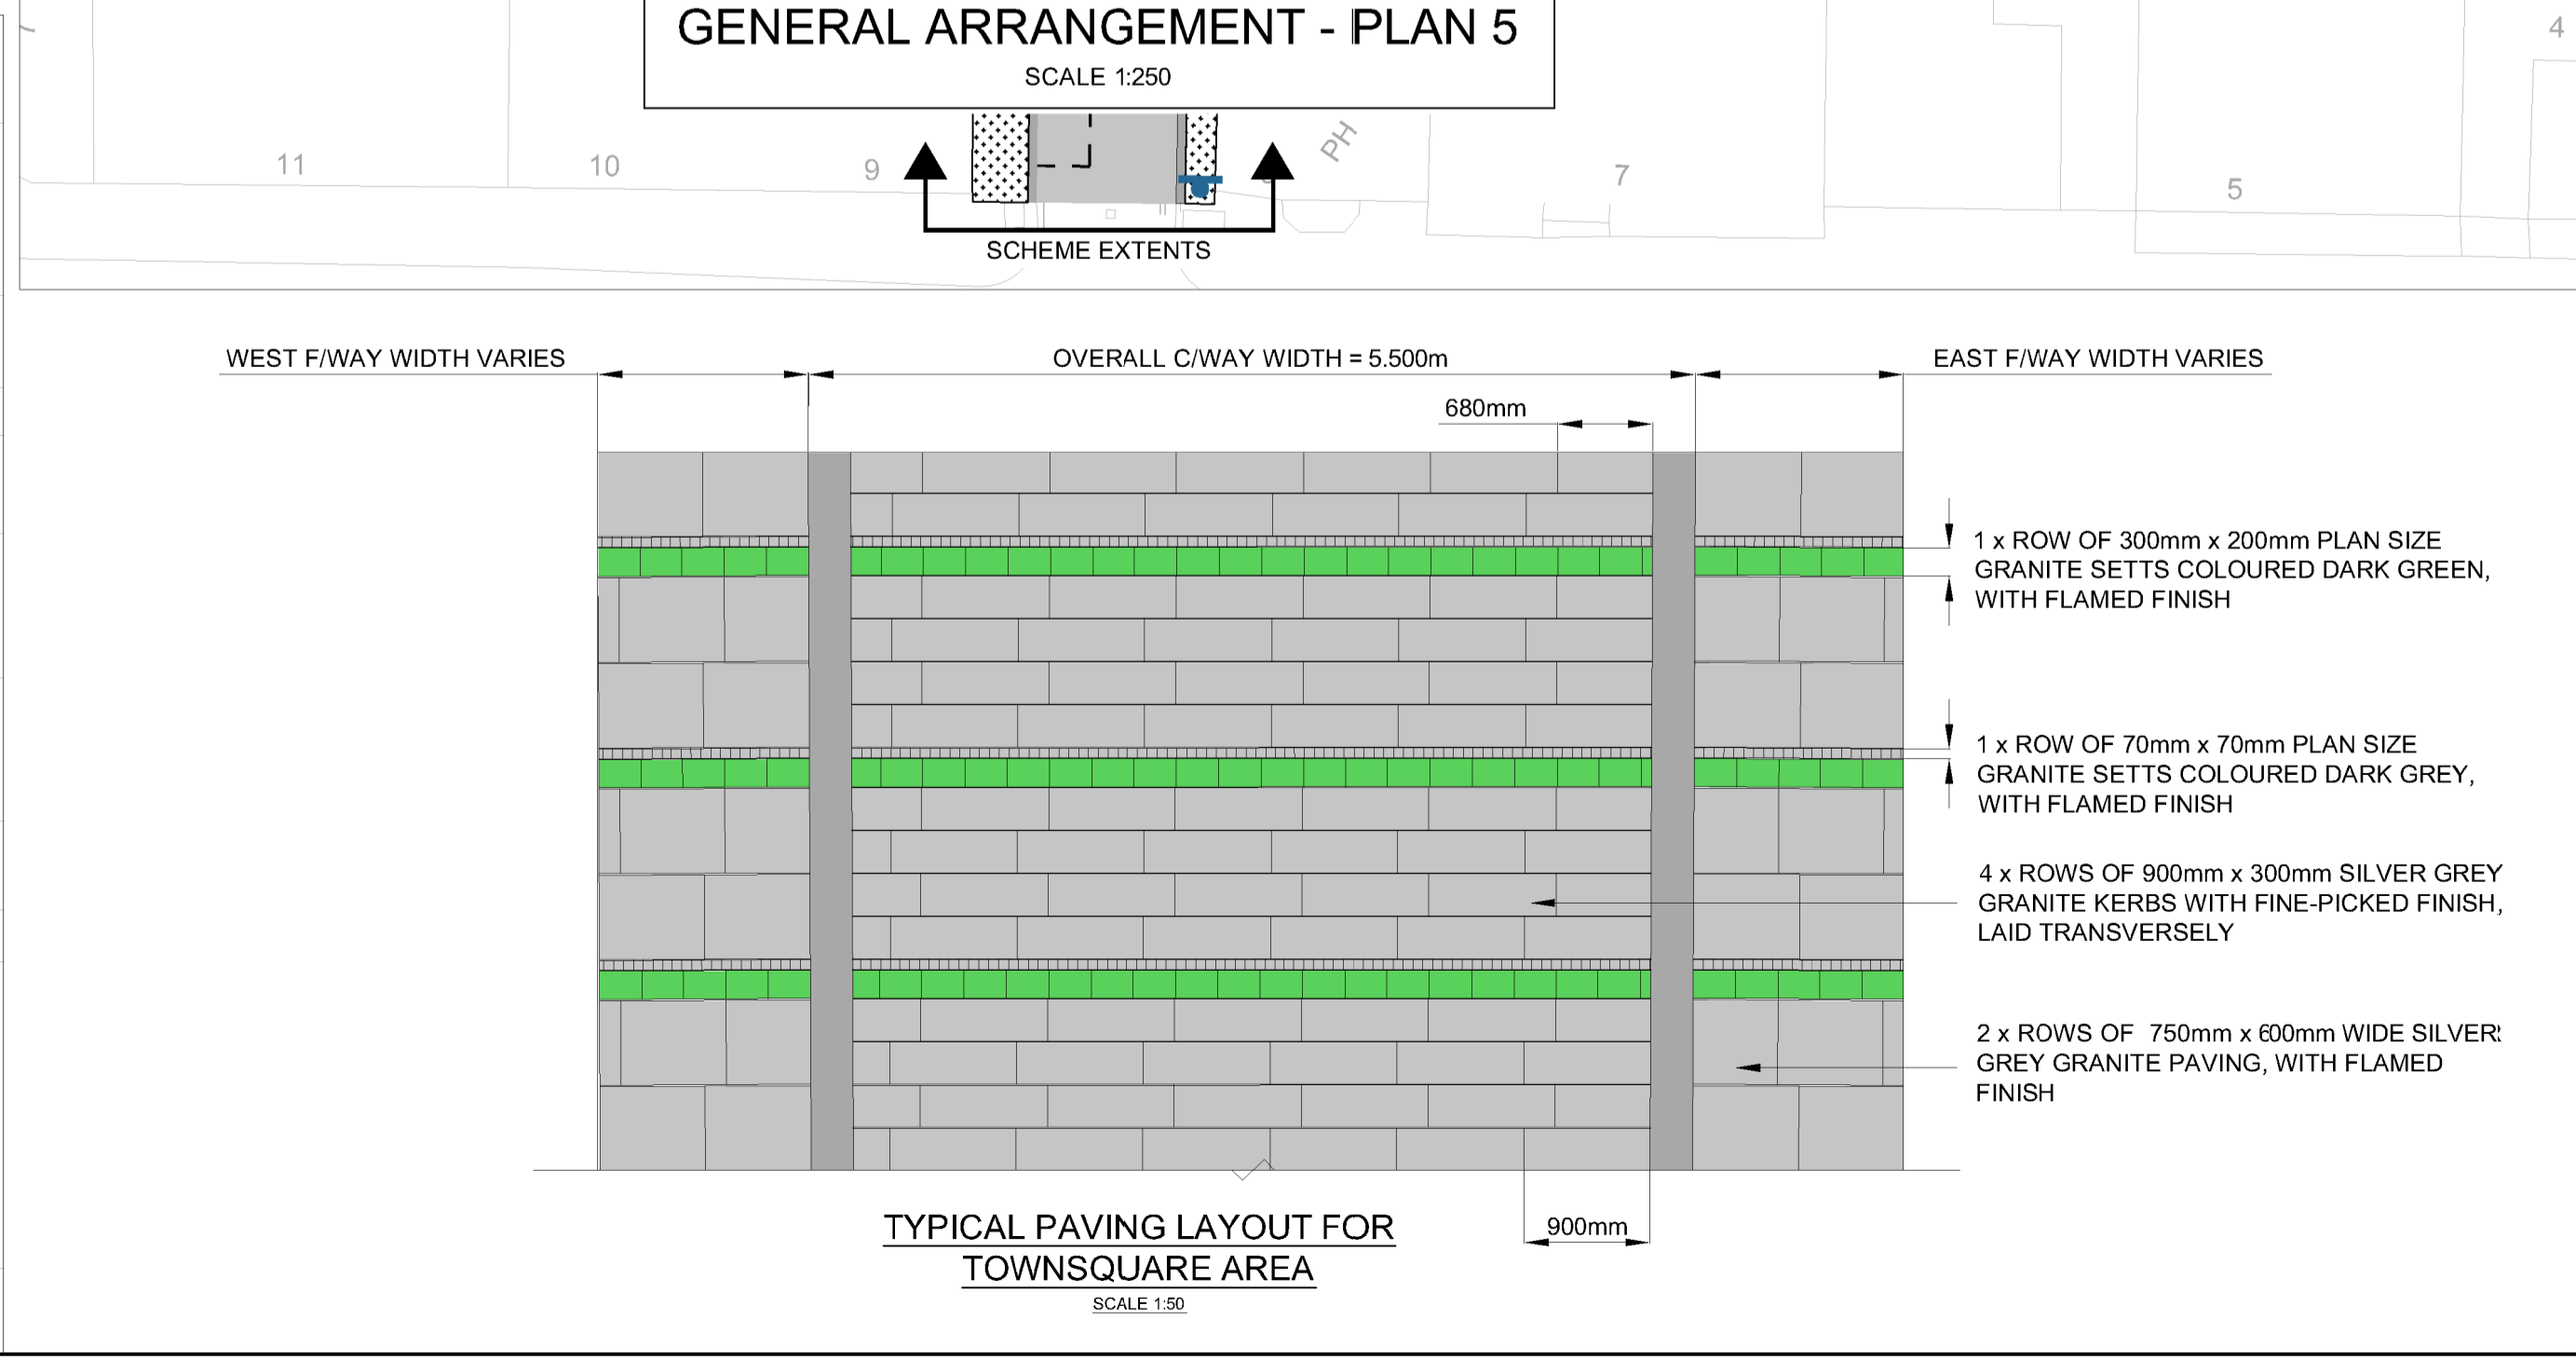 GENERAL ARRANGEMENT - PLAN 5
SCALE 1:250
11
10
9
PH
7
5
4
SCHEME EXTENTS
WEST F/WAY WIDTH VARIES
OVERALL C/WAY WIDTH = 5.500m
EAST F/WAY WIDTH VARIES
680mm
1 x ROW OF 300mm x 200mm PLAN SIZE
GRANITE SETTS COLOURED DARK GREEN,
WITH FLAMED FINISH
1 x ROW OF 70mm x 70mm PLAN SIZE
GRANITE SETTS COLOURED DARK GREY,
WITH FLAMED FINISH
4 x ROWS OF 900mm x 300mm SILVER GREY
GRANITE KERBS WITH FINE-PICKED FINISH,
LAID TRANSVERSELY
2 x ROWS OF 750mm x 600mm WIDE SILVER
GREY GRANITE PAVING, WITH FLAMED
FINISH
900mm
TYPICAL PAVING LAYOUT FOR
TOWNSQUARE AREA
SCALE 1:50